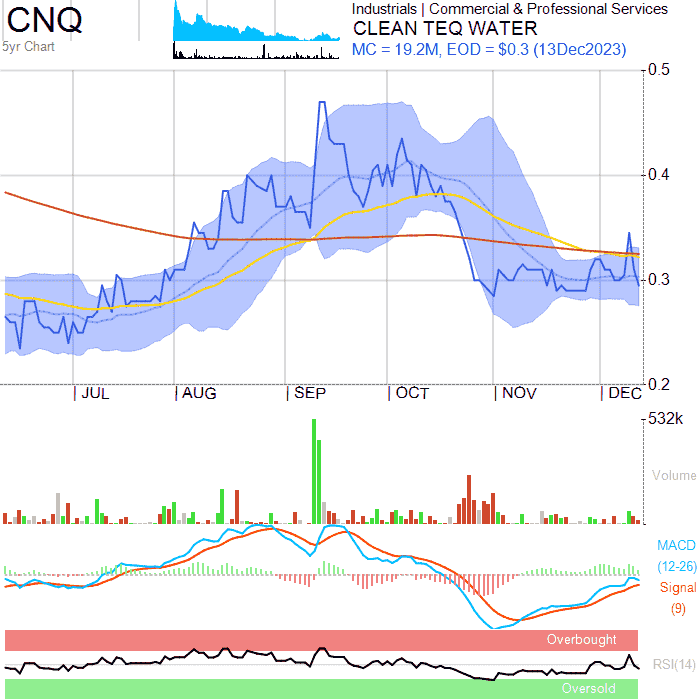 CNQ
5yr Chart
Industrials | Commercial & Professional Services
CLEAN TEQ WATER
MC = 19.2M, EOD = $0.3 (13Dec2023)
0.5
0.4
0.3
0.2
JUL
AUG
SEP
OCT
NOV
DEC
532k
Volume
MACD
(12-26)
Signal
(9)
Overbought
RSI(14)
Oversold